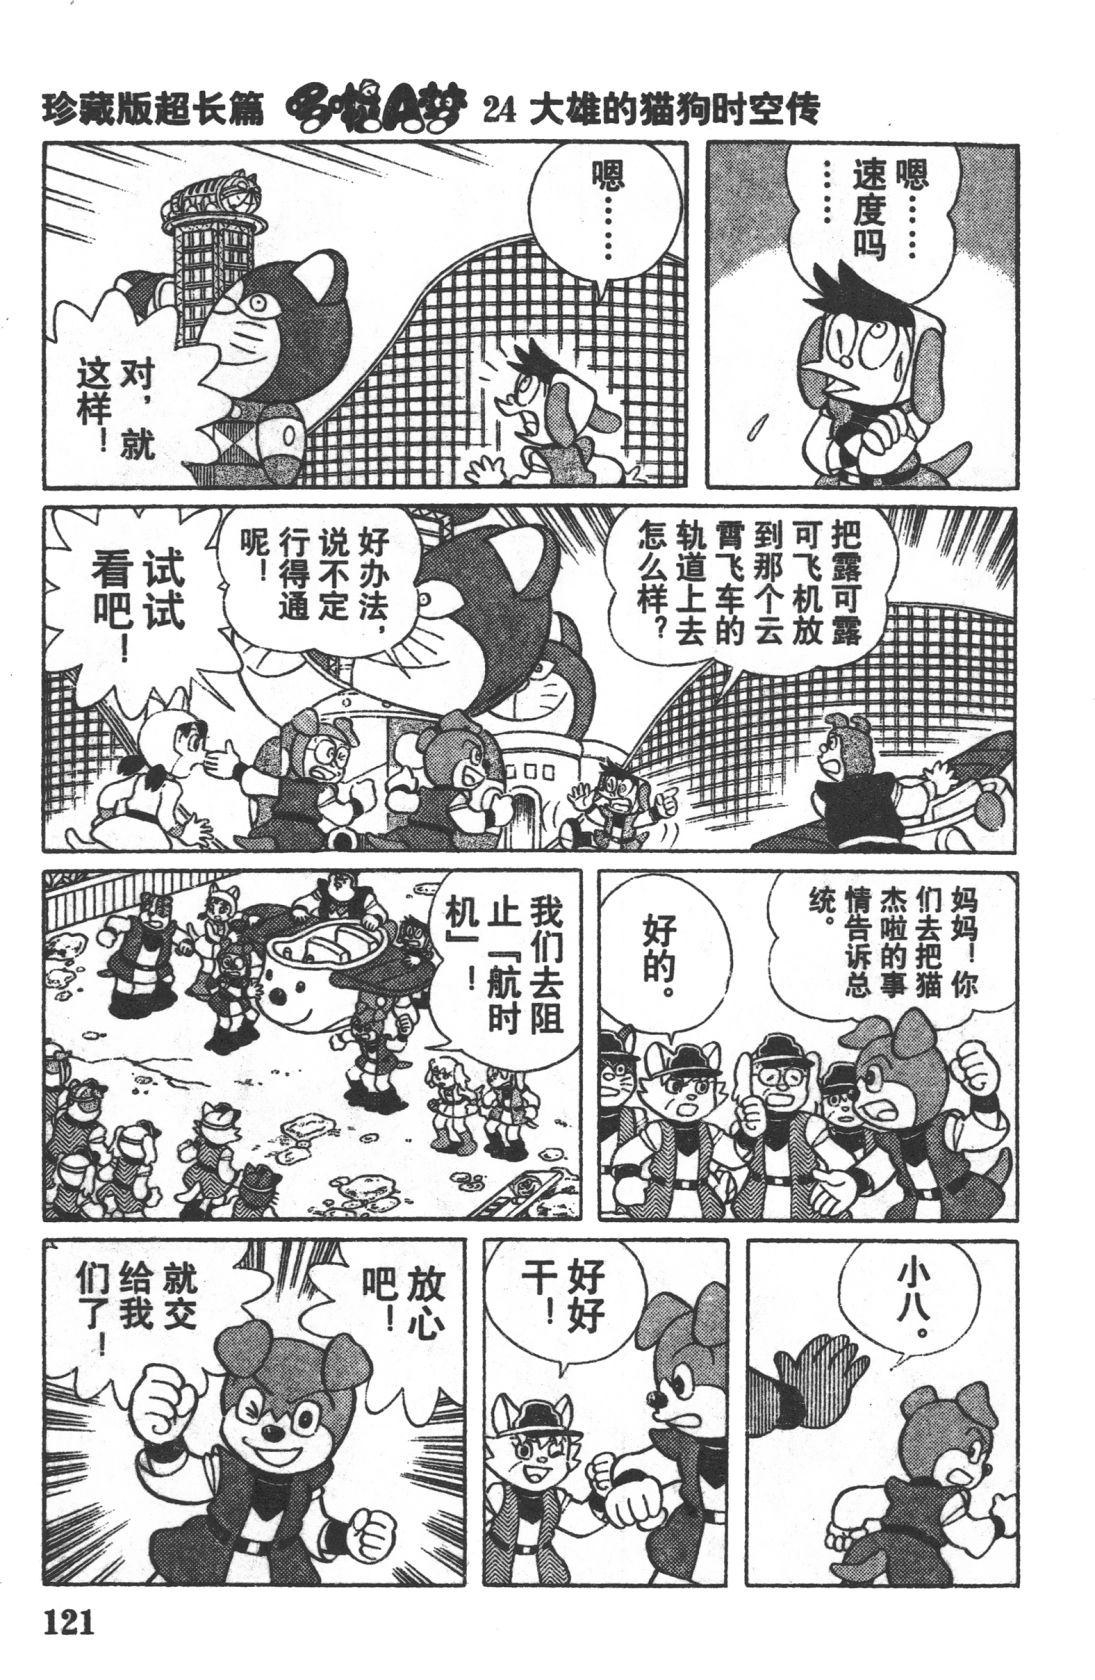 珍藏版超长篇 哆啦A梦 24 大雄的猫狗时空传
嗯……
速度吗
……
嗯……
对，就
这样！
把露可露
可飞机放
到那个云
霄飞车的
轨道上去
怎么样？
好办法，
说不定
行得通
呢！
试试
看吧！
妈妈！你
们去把猫
杰啦的事
情告诉总
统。
好的。
我们去阻
止『航时
机』！
小八。
好好
干！
放心
吧！
就交
给我
们了！
121